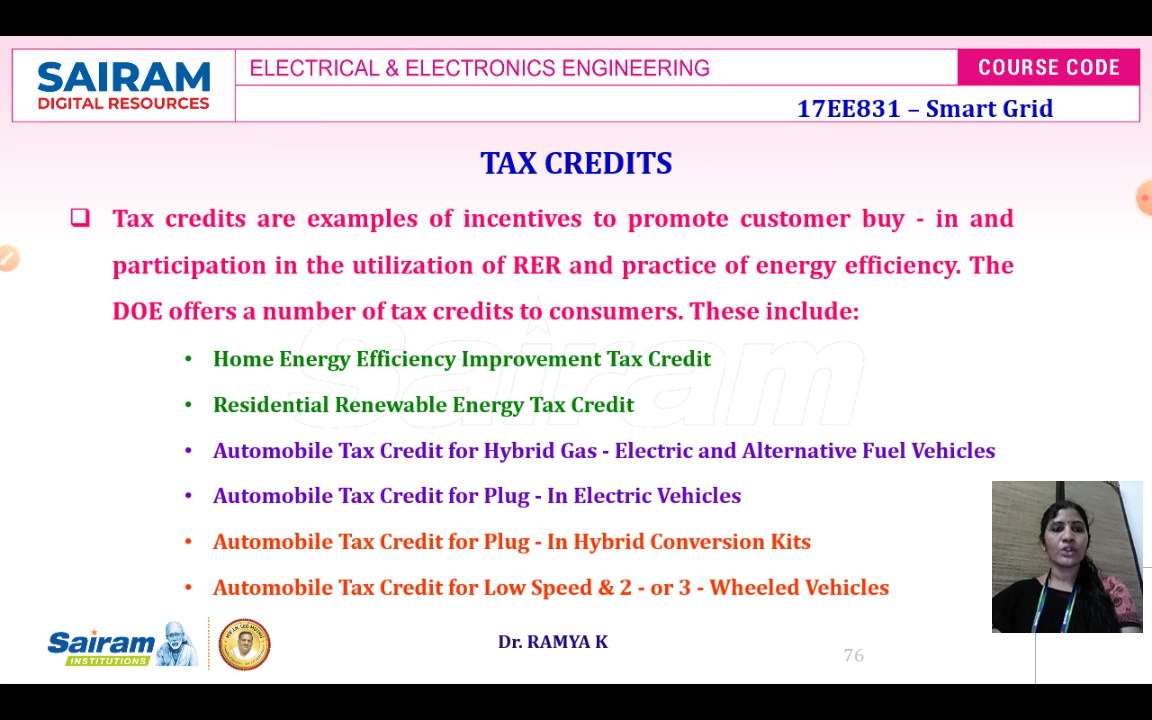 SAIRAM
DIGITAL RESOURCES
ELECTRICAL & ELECTRONICS ENGINEERING
COURSE CODE
17EE831 – Smart Grid
TAX CREDITS
❑ Tax credits are examples of incentives to promote customer buy - in and
participation in the utilization of RER and practice of energy efficiency. The
DOE offers a number of tax credits to consumers. These include:
• Home Energy Efficiency Improvement Tax Credit
• Residential Renewable Energy Tax Credit
• Automobile Tax Credit for Hybrid Gas - Electric and Alternative Fuel Vehicles
• Automobile Tax Credit for Plug - In Electric Vehicles
• Automobile Tax Credit for Plug - In Hybrid Conversion Kits
• Automobile Tax Credit for Low Speed & 2 - or 3 - Wheeled Vehicles
Sairam
Sairam
INSTITUTIONS
Dr. RAMYA K
76